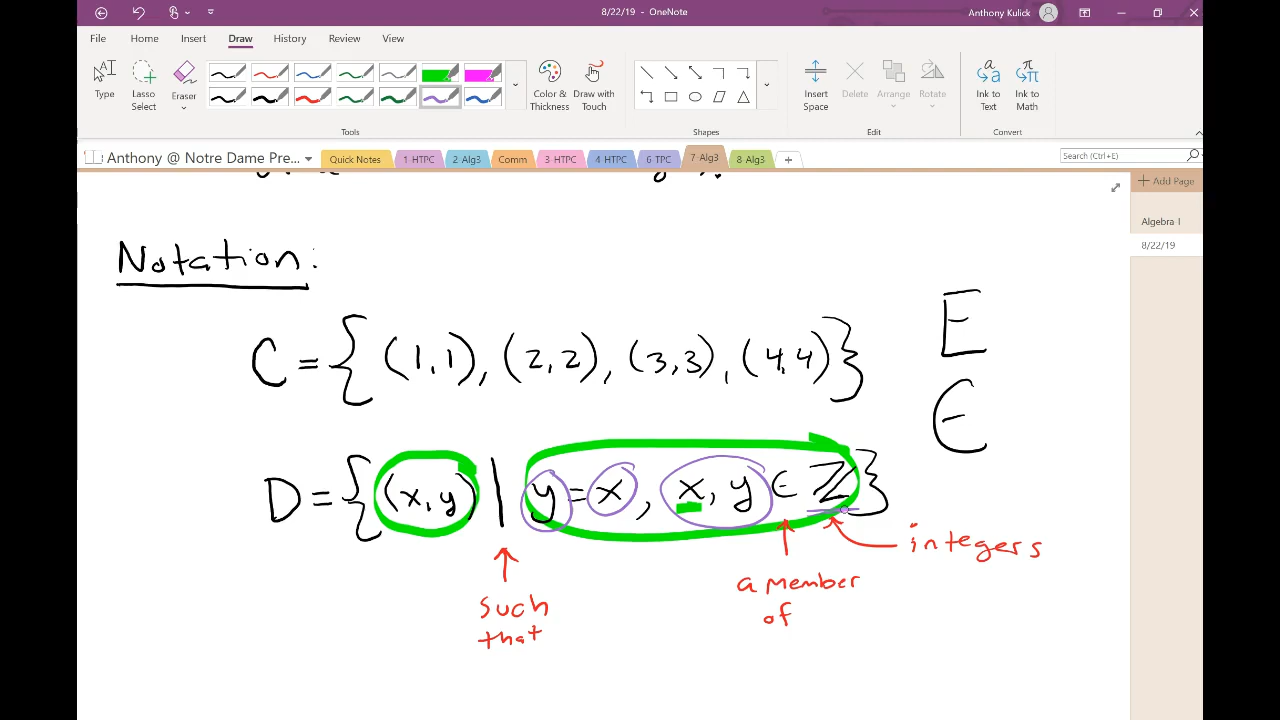 8/22/19 - OneNote
Anthony Kulick
File Home Insert Draw History Review View
Type
Lasso Select
Eraser
Color & Thickness
Draw with Touch
Insert Space
Delete
Arrange
Rotate
Ink to Text
Ink to Math
Tools
Shapes
Edit
Convert
Anthony @ Notre Dame Pre... Quick Notes 1 HTPC 2 Alg3 Comm 3 HTPC 4 HTPC 6 TPC 7 Alg3 8 Alg3 + Search (Ctrl+E)
+ Add Page
Algebra I
8/22/19
Notation:
E
C = { (1,1), (2,2), (3,3), (4,4) }
∈
D = { (x,y) | y = x, x, y ∈ ℤ }
integers
a member of
such that